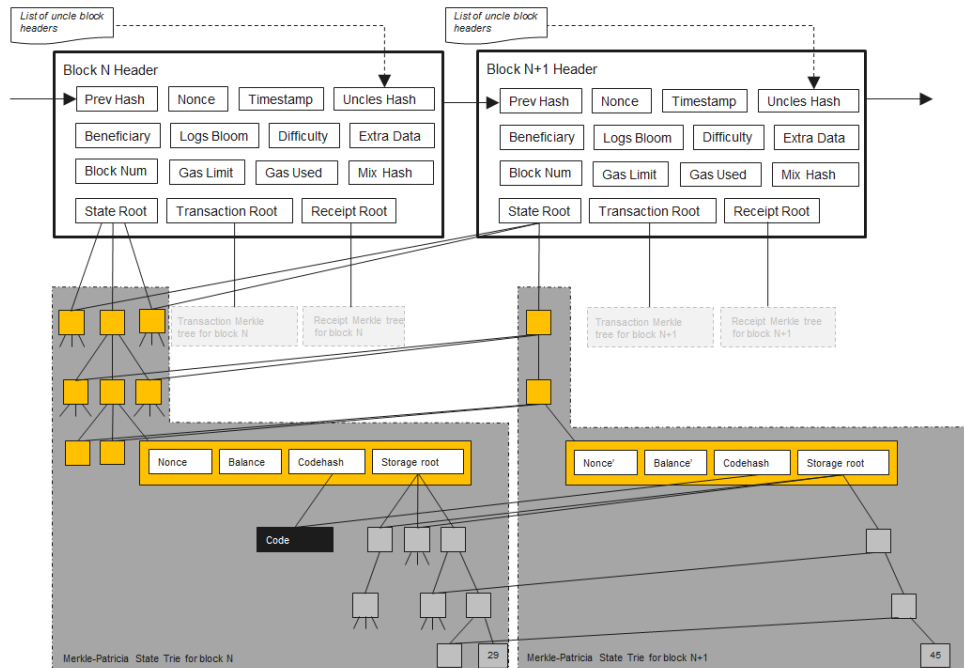 List of uncle block
headers
List of uncle block
headers
Block N Header
Prev Hash
Nonce
Timestamp
Uncles Hash
Beneficiary
Logs Bloom
Difficulty
Extra Data
Block Num
Gas Limit
Gas Used
Mix Hash
State Root
Transaction Root
Receipt Root
Block N+1 Header
Prev Hash
Nonce
Timestamp
Uncles Hash
Beneficiary
Logs Bloom
Difficulty
Extra Data
Block Num
Gas Limit
Gas Used
Mix Hash
State Root
Transaction Root
Receipt Root
Transaction Merkle
tree for block N
Receipt Merkle tree
for block N
Transaction Merkle
tree for block N+1
Receipt Merkle tree
for block N+1
Nonce
Balance
Codehash
Storage root
Nonce'
Balance'
Codehash
Storage root
Code
29
Merkle-Patricia State Trie for block N
45
Merkle-Patricia State Trie for block N+1